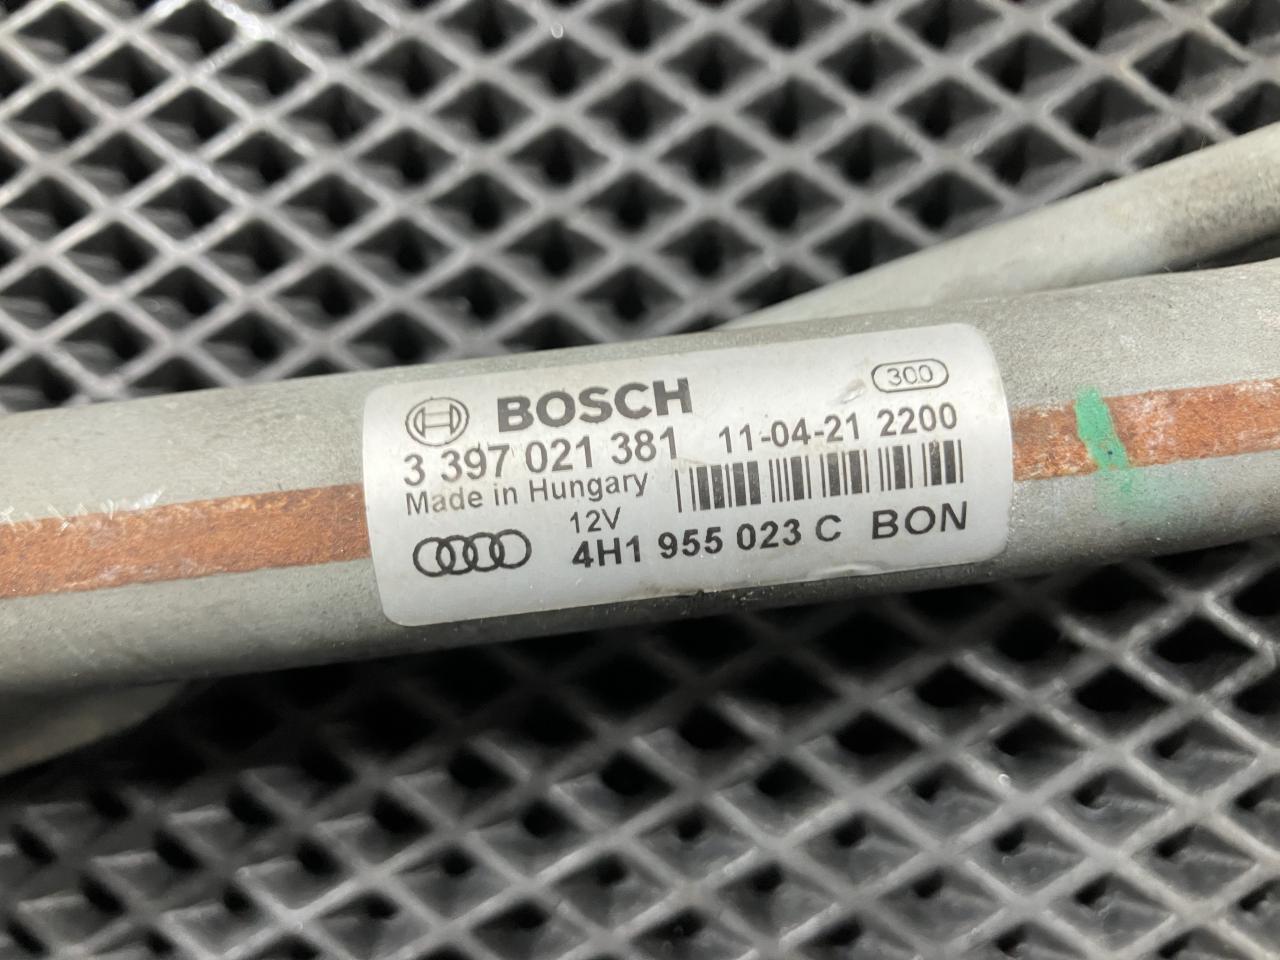 BOSCH 300
3 397 021 381 11-04-21 2200
Made in Hungary
12V
4H1 955 023 C BON